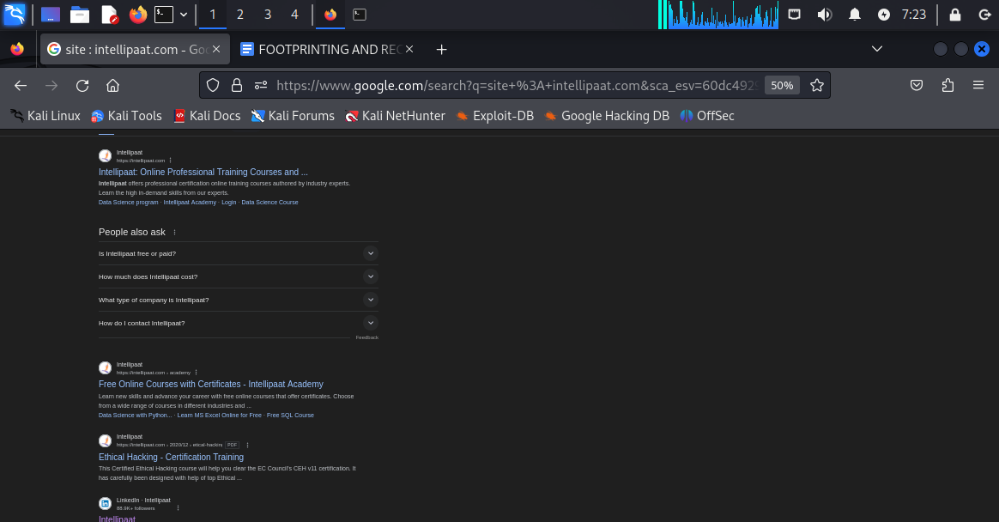 1 2 3 4 7:23
site : intellipaat.com - Goo
FOOTPRINTING AND REC
https://www.google.com/search?q=site+%3A+intellipaat.com&sca_esv=60dc4929
50%
Kali Linux Kali Tools Kali Docs Kali Forums Kali NetHunter Exploit-DB Google Hacking DB OffSec
Intellipaat
https://intellipaat.com
Intellipaat: Online Professional Training Courses and ...
Intellipaat offers professional certification online training courses authored by industry experts.
Learn the high in-demand skills from our experts.
Data Science program · Intellipaat Academy · Login · Data Science Course
People also ask
Is Intellipaat free or paid?
How much does Intellipaat cost?
What type of company is Intellipaat?
How do I contact Intellipaat?
Feedback
Intellipaat
https://intellipaat.com › academy
Free Online Courses with Certificates - Intellipaat Academy
Learn new skills and advance your career with free online courses that offer certificates. Choose
from a wide range of courses in different industries and ...
Data Science with Python... · Learn MS Excel Online for Free · Free SQL Course
Intellipaat
https://intellipaat.com › 2020/12 › etical-hackins PDF
Ethical Hacking - Certification Training
This Certified Ethical Hacking course will help you clear the EC Council's CEH v11 certification. It
has carefully been designed with help of top Ethical ...
LinkedIn · Intellipaat
88.9K+ followers
Intellipaat